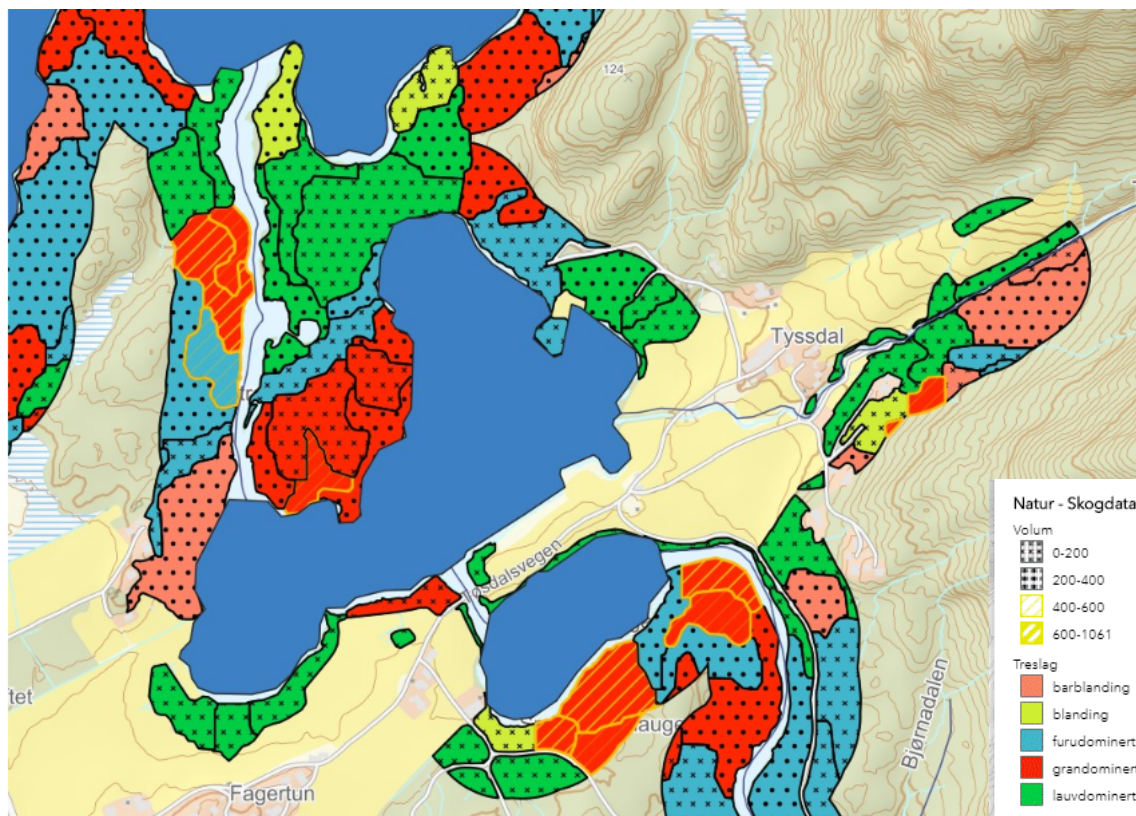 124
Tyssdal
Tøsdalsvegen
Fagertun
Bjørnadalen
Natur - Skogdata
Volum
0-200
200-400
400-600
600-1061
Treslag
barblanding
blanding
furudominert
grandominert
lauvdominert